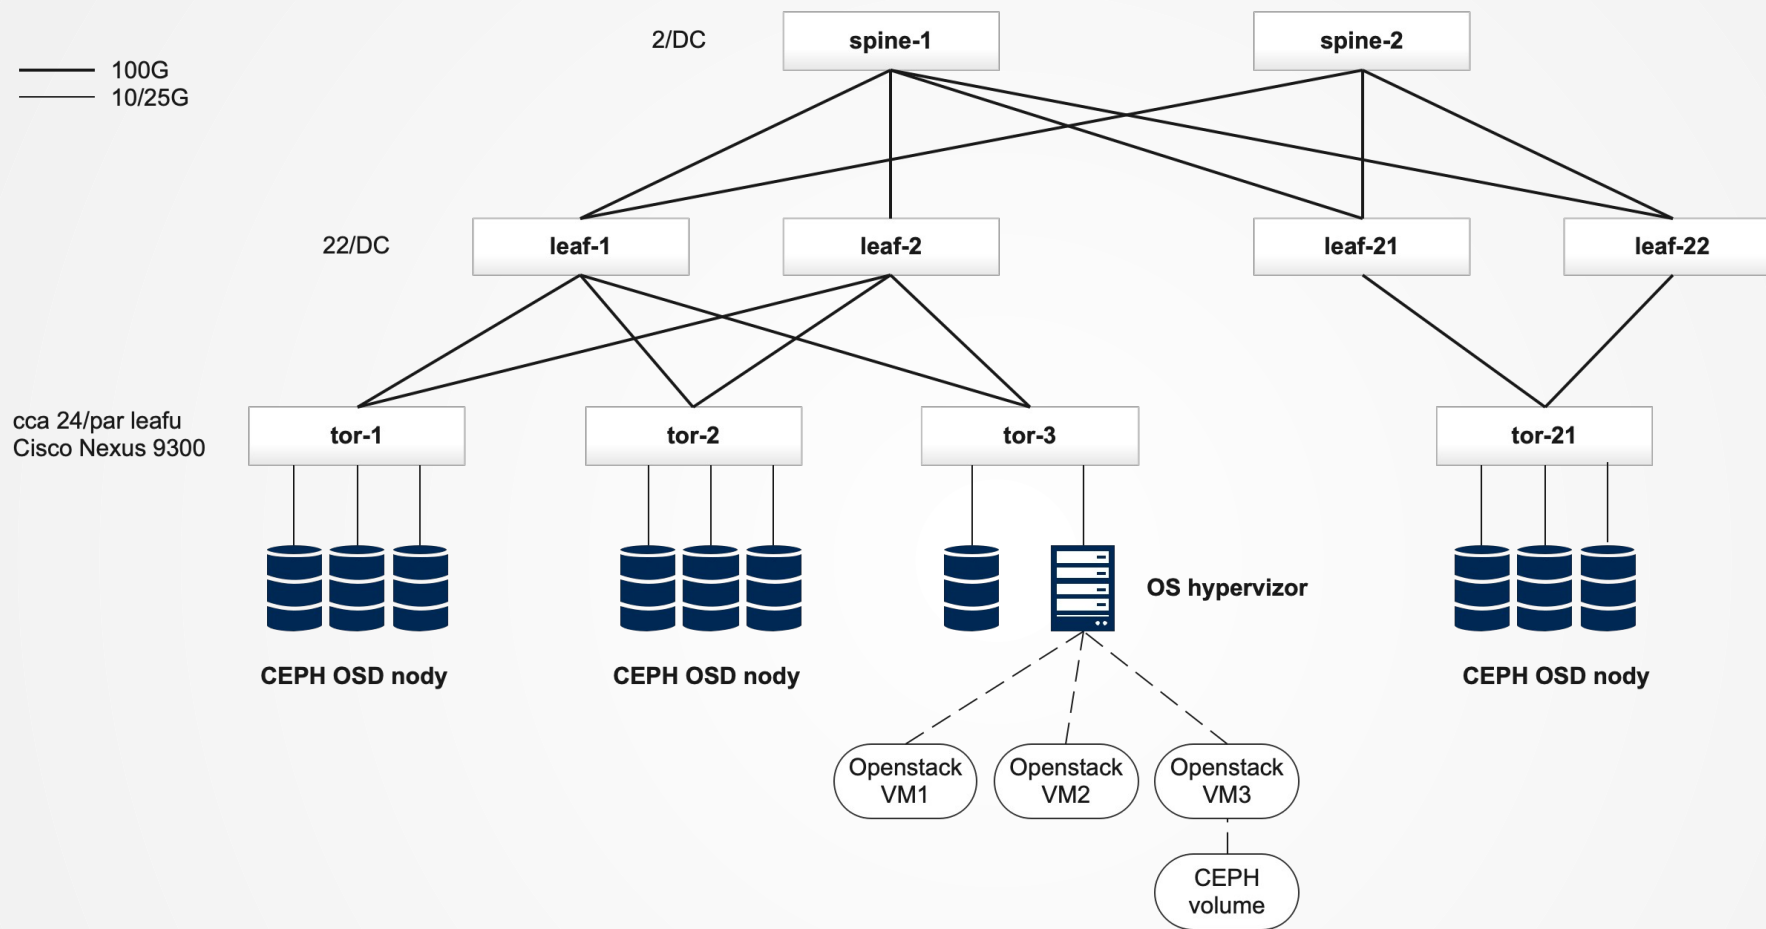 2/DC
spine-1
spine-2
100G
10/25G
22/DC
leaf-1
leaf-2
leaf-21
leaf-22
cca 24/par leafu
Cisco Nexus 9300
tor-1
tor-2
tor-3
tor-21
OS hypervizor
CEPH OSD nody
CEPH OSD nody
CEPH OSD nody
Openstack
VM1
Openstack
VM2
Openstack
VM3
CEPH
volume